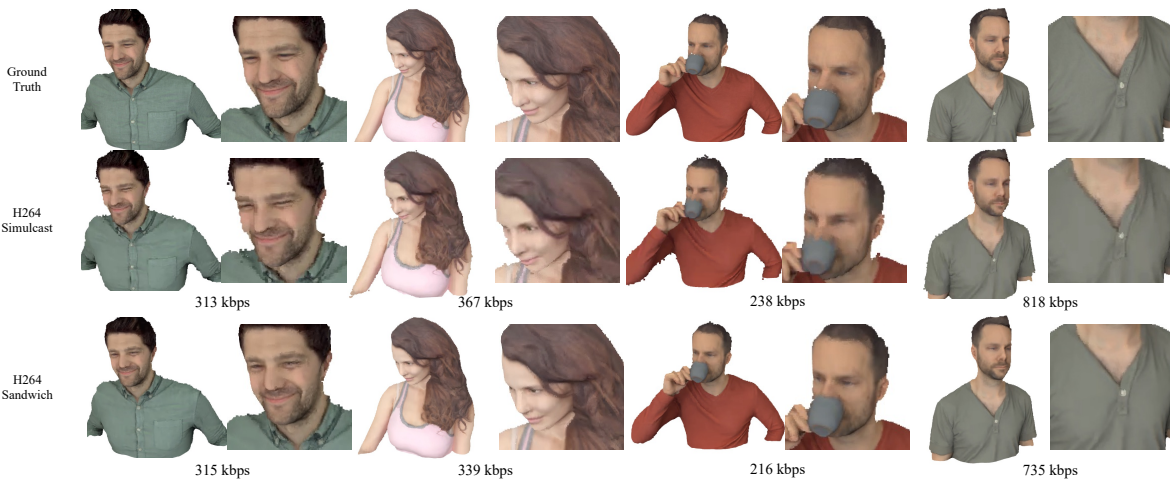 Ground
Truth
H264
Simulcast
313 kbps
367 kbps
238 kbps
818 kbps
H264
Sandwich
315 kbps
339 kbps
216 kbps
735 kbps